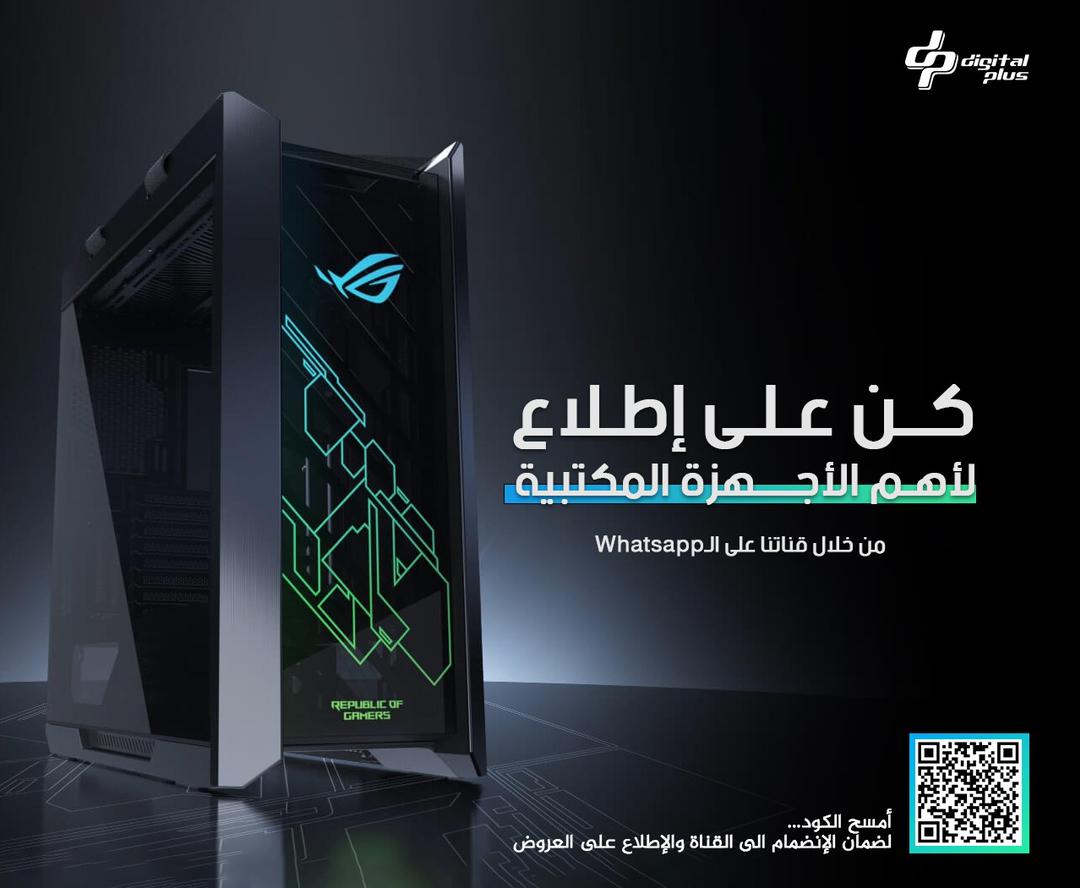 digital
plus
كن على إطلاع
لأهم الأجهزة المكتبية
من خلال قناتنا على الـWhatsapp
REPUBLIC OF
GAMERS
أمسح الكود...
لضمان الإنضمام الى القناة والإطلاع على العروض